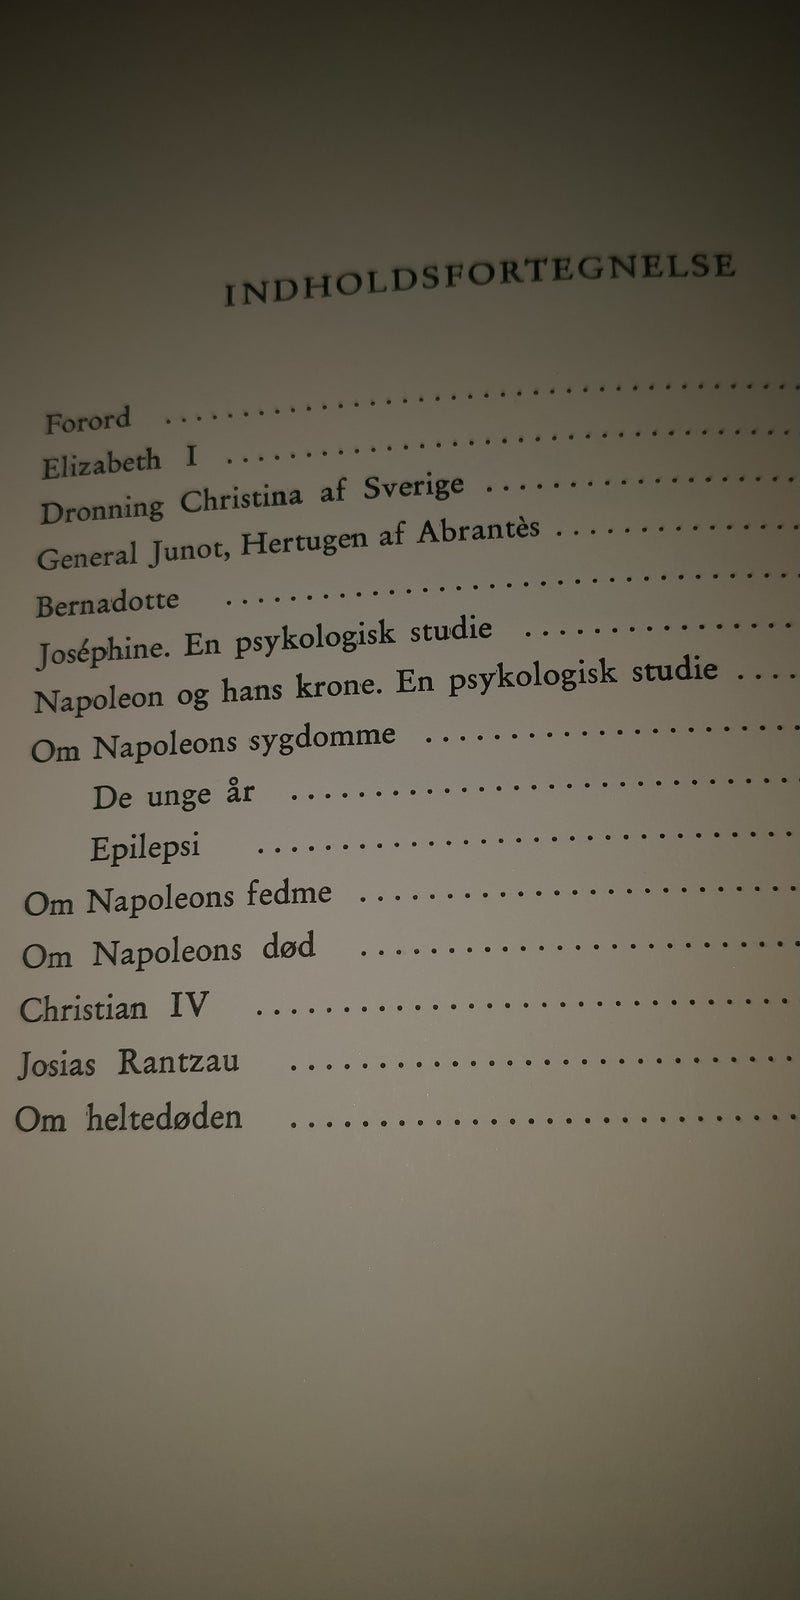 INDHOLDSFORTEGNELSE
Forord ........................................
Elizabeth I ....................................
Dronning Christina af Sverige ....................
General Junot, Hertugen af Abrantès ................
Bernadotte ....................................
Joséphine. En psykologisk studie ................
Napoleon og hans krone. En psykologisk studie ....
Om Napoleons sygdomme ......................
De unge år ................................
Epilepsi ..................................
Om Napoleons fedme ........................
Om Napoleons død ........................
Christian IV ..............................
Josias Rantzau ............................
Om heltedøden ............................